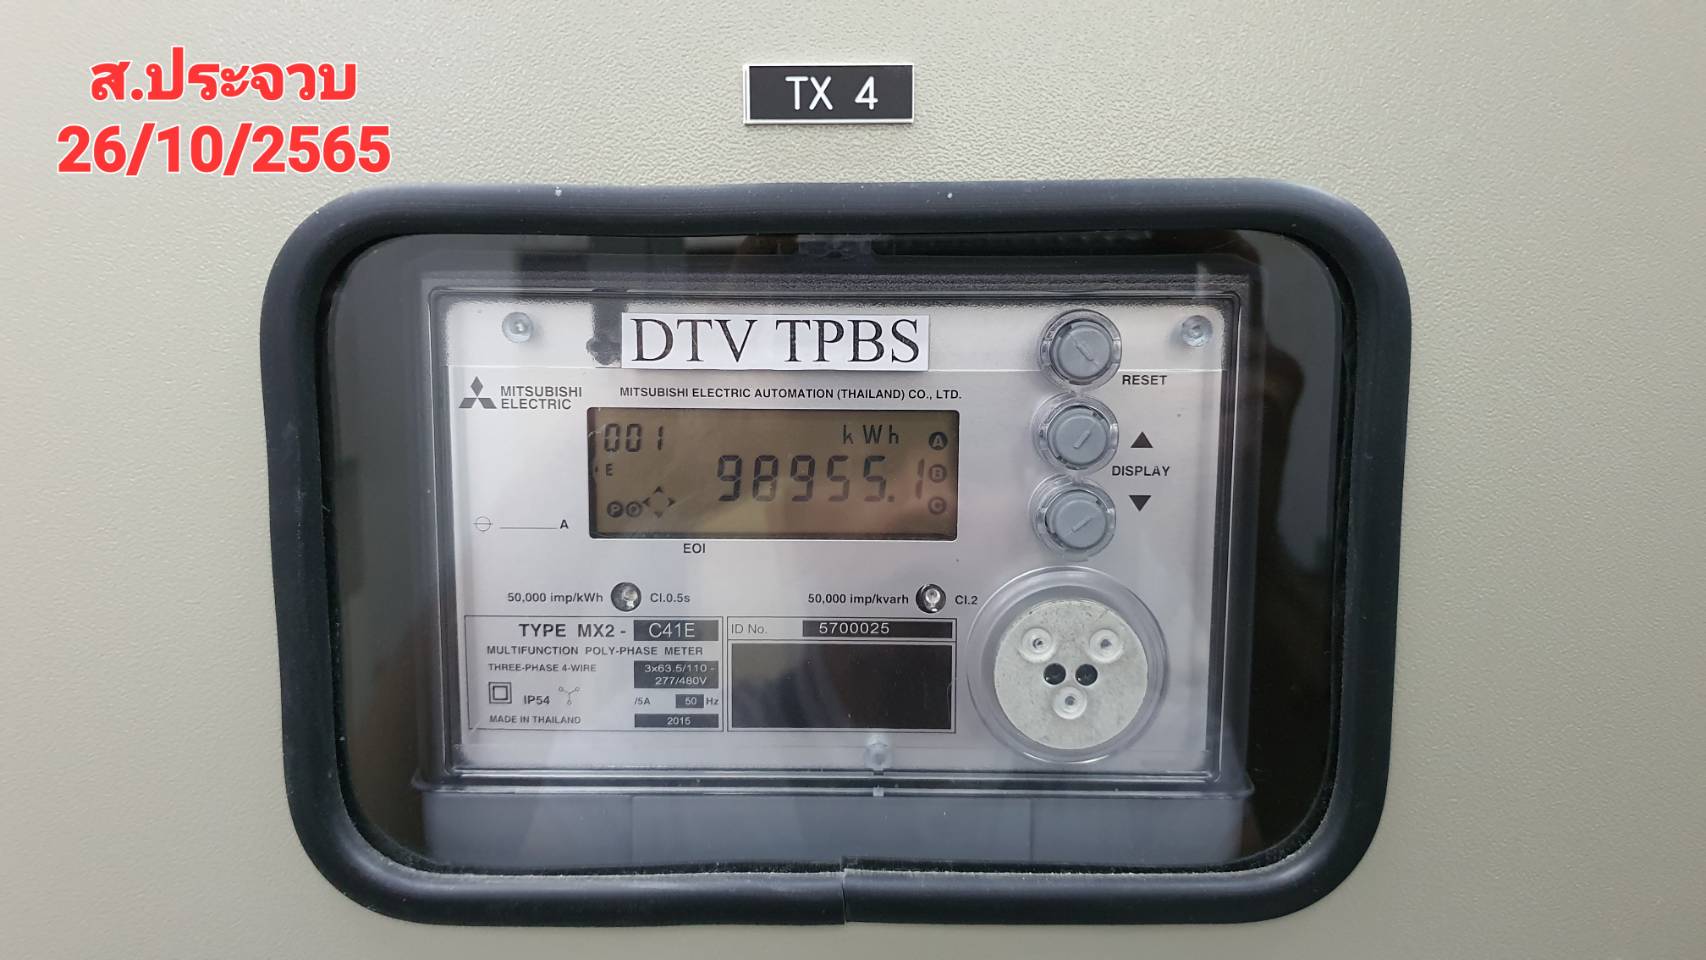 ส.ประจวบ
26/10/2565
TX 4
DTV TPBS
MITSUBISHI ELECTRIC
MITSUBISHI ELECTRIC AUTOMATION (THAILAND) CO., LTD.
RESET
001 kWh A
E 98955.1 B
P Q C
▲
DISPLAY
▼
A
EOI
50,000 imp/kWh Cl.0.5s
50,000 imp/kvarh Cl.2
TYPE MX2 - C41E
MULTIFUNCTION POLY-PHASE METER
THREE-PHASE 4-WIRE 3x63.5/110 - 277/480V
IP54 /5A 50 Hz
MADE IN THAILAND 2015
ID No. 5700025